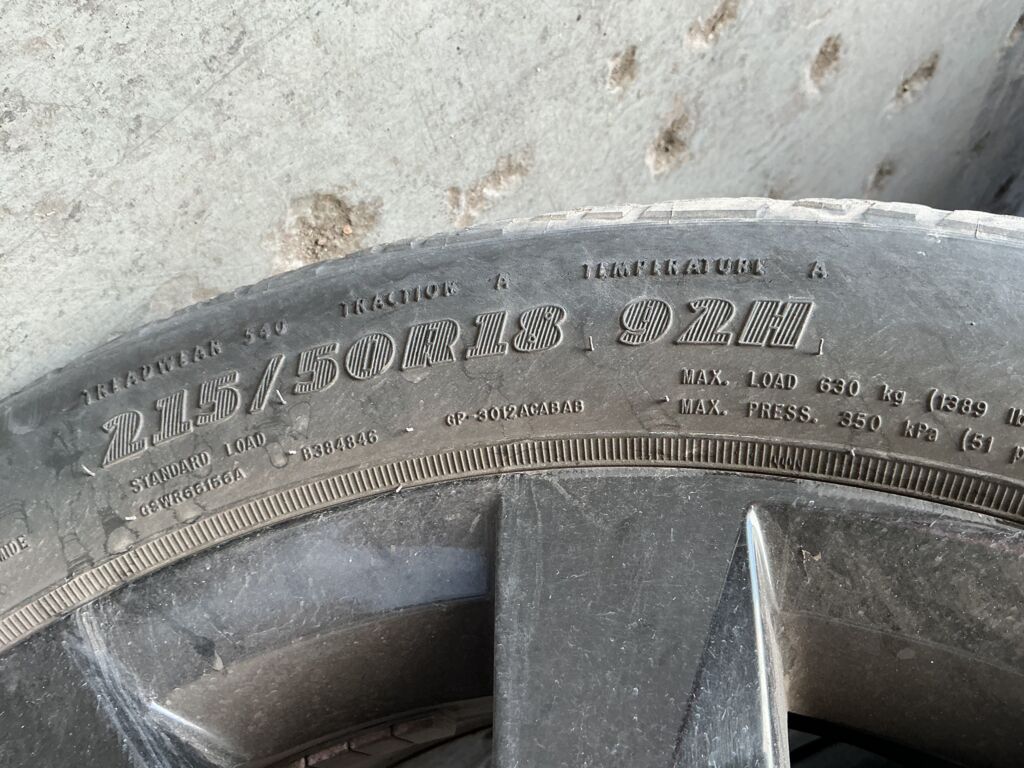 TREADWEAR 540 TRACTION A TEMPERATURE A
215/50R18 92H
STANDARD LOAD
GSWR66156A
B384846
GP-3012ACABAB
MAX. LOAD 630 kg (1389
MAX. PRESS. 350 kPa (51